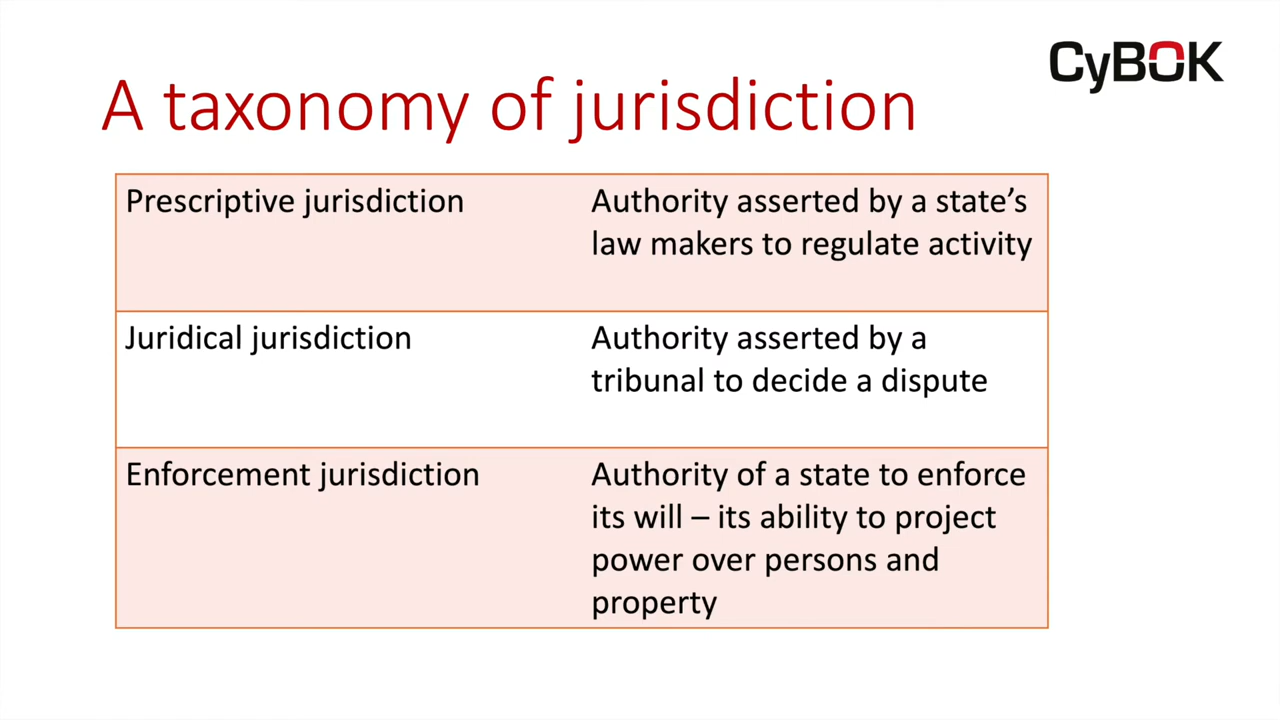 CyBOK
A taxonomy of jurisdiction
Prescriptive jurisdiction
Authority asserted by a state’s
law makers to regulate activity
Juridical jurisdiction
Authority asserted by a
tribunal to decide a dispute
Enforcement jurisdiction
Authority of a state to enforce
its will – its ability to project
power over persons and
property